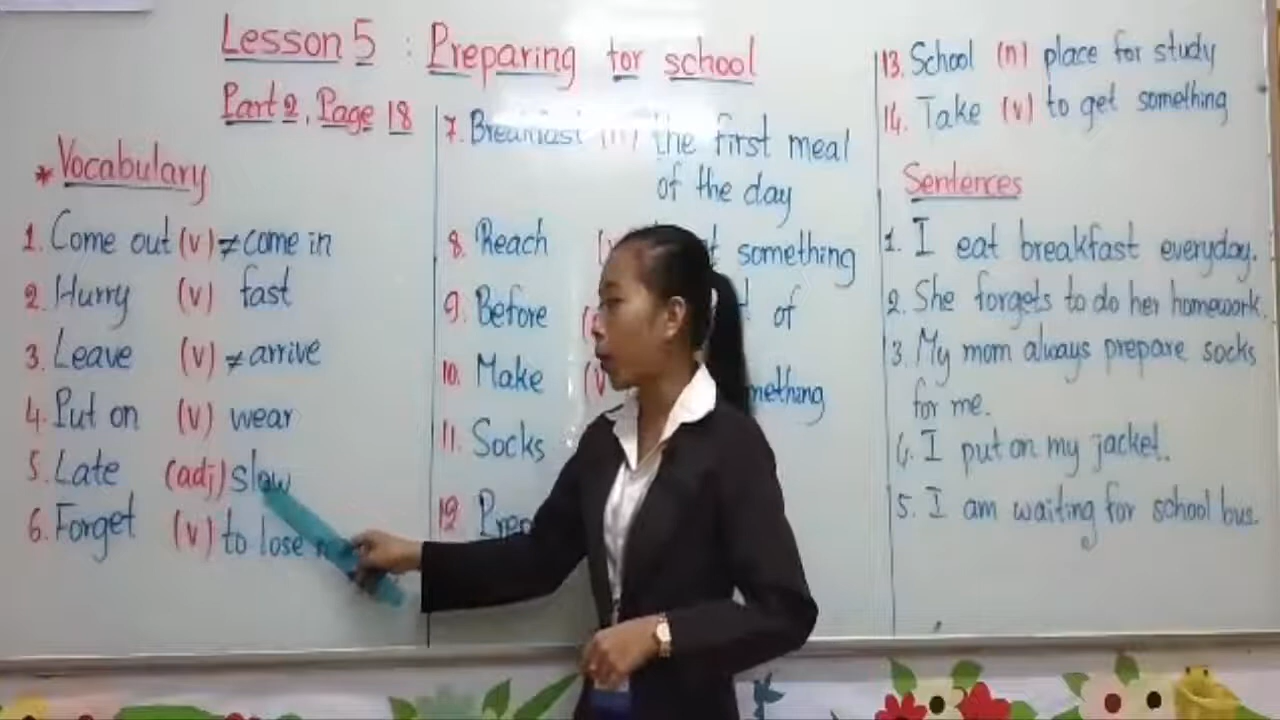 Lesson 5 : Preparing for school
Part 2, Page 18
* Vocabulary
1. Come out (v) ≠ come in
2. Hurry (v) fast
3. Leave (v) ≠ arrive
4. Put on (v) wear
5. Late (adj) slow
6. Forget (v) to lose
7. Breakfast (n) the first meal
of the day
8. Reach something
9. Before of
10. Make (v
11. Socks
12
13. School (n) place for study
14. Take (v) to get something
Sentences
1. I eat breakfast everyday.
2. She forgets to do her homework.
3. My mom always prepare socks
for me.
4. I put on my jacket.
5. I am waiting for school bus.